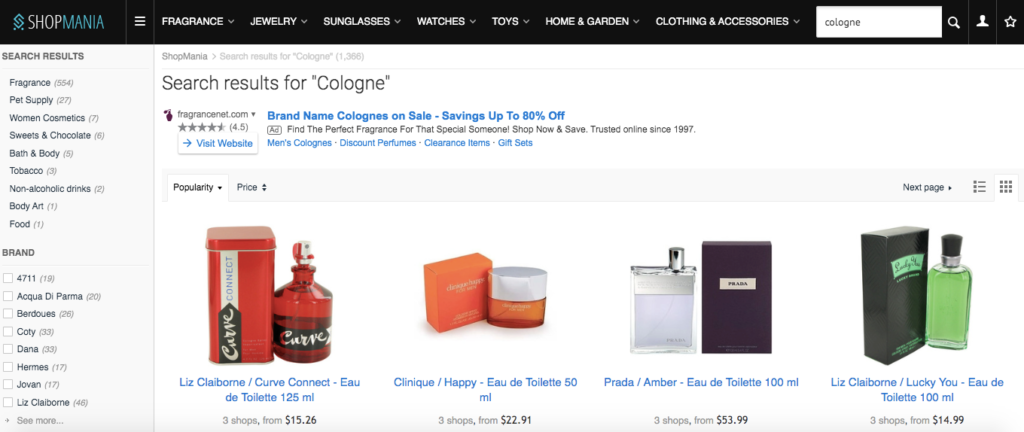 SHOPMANIA
FRAGRANCE JEWELRY SUNGLASSES WATCHES TOYS HOME & GARDEN CLOTHING & ACCESSORIES
cologne
SEARCH RESULTS
Fragrance (554)
Pet Supply (27)
Women Cosmetics (7)
Sweets & Chocolate (6)
Bath & Body (5)
Tobacco (3)
Non-alcoholic drinks (2)
Body Art (1)
Food (1)
BRAND
4711 (19)
Acqua Di Parma (20)
Berdoues (26)
Coty (33)
Dana (33)
Hermes (17)
Jovan (17)
Liz Claiborne (46)
+ See more...
ShopMania > Search results for "Cologne" (1,366)
Search results for "Cologne"
fragrancenet.com
(4.5)
Visit Website
Brand Name Colognes on Sale - Savings Up To 80% Off
Ad Find The Perfect Fragrance For That Special Someone! Shop Now & Save. Trusted online since 1997.
Men's Colognes · Discount Perfumes · Clearance Items · Gift Sets
Popularity Price
Next page
CONNECT
Curve
Curve
Liz Claiborne / Curve Connect - Eau
de Toilette 125 ml
3 shops, from $15.26
clinique happy
Clinique / Happy - Eau de Toilette 50
ml
3 shops, from $22.91
PRADA
Prada / Amber - Eau de Toilette 100 ml
3 shops, from $53.99
Lucky You
Liz Claiborne / Lucky You - Eau de
Toilette 100 ml
3 shops, from $14.99